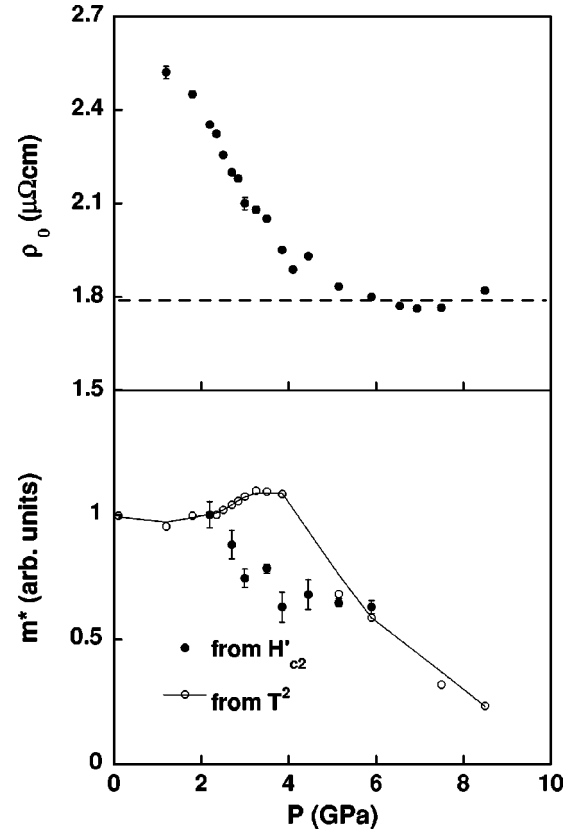 2.7
2.4
2.1
1.8
1.5
ρ₀ (μΩcm)
1
0.5
0
m* (arb. units)
from H'c2
from T²
0 2 4 6 8 10
P (GPa)